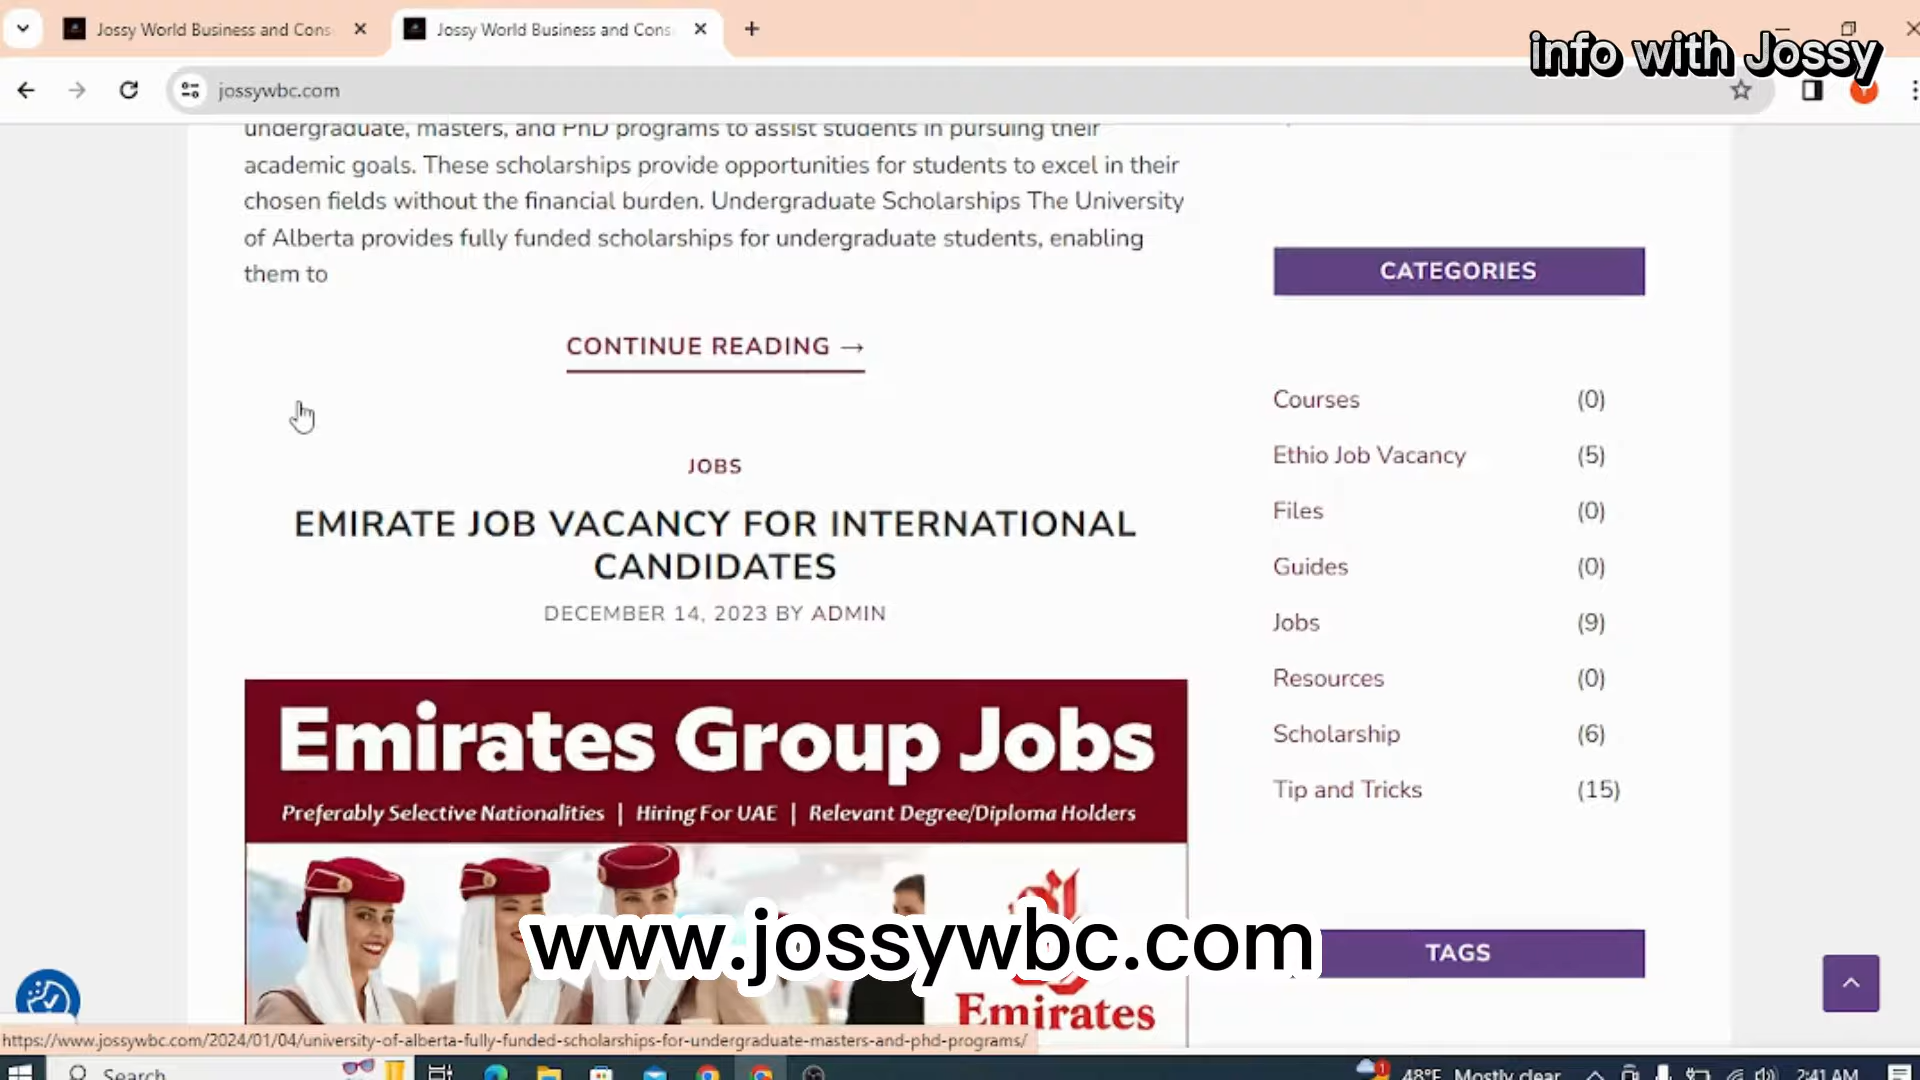 Jossy World Business and Cons
Jossy World Business and Cons
info with Jossy
jossywbc.com
undergraduate, masters, and PhD programs to assist students in pursuing their
academic goals. These scholarships provide opportunities for students to excel in their
chosen fields without the financial burden. Undergraduate Scholarships The University
of Alberta provides fully funded scholarships for undergraduate students, enabling
them to
CONTINUE READING →
JOBS
EMIRATE JOB VACANCY FOR INTERNATIONAL
CANDIDATES
DECEMBER 14, 2023 BY ADMIN
Emirates Group Jobs
Preferably Selective Nationalities | Hiring For UAE | Relevant Degree/Diploma Holders
Emirates
www.jossywbc.com
CATEGORIES
Courses (0)
Ethio Job Vacancy (5)
Files (0)
Guides (0)
Jobs (9)
Resources (0)
Scholarship (6)
Tip and Tricks (15)
TAGS
https://www.jossywbc.com/2024/01/04/university-of-alberta-fully-funded-scholarships-for-undergraduate-masters-and-phd-programs/
Search
1
48°F Mostly clear
2:41 AM